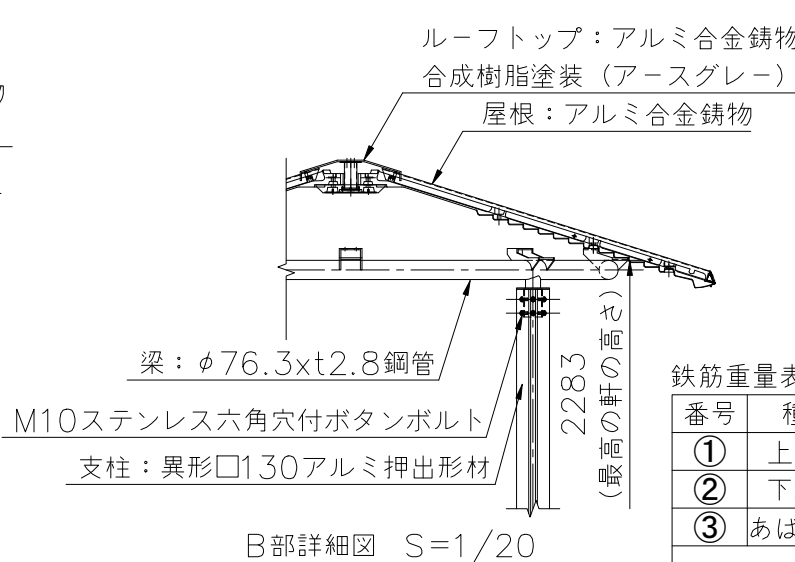 ルーフトップ：アルミ合金鋳物
合成樹脂塗装（アースグレー）
屋根：アルミ合金鋳物
梁：φ76.3xt2.8鋼管
M10ステンレス六角穴付ボタンボルト
支柱：異形□130アルミ押出形材
2283
(最高の軒の高さ)
B部詳細図 S=1/20
鉄筋重量表
番号
① 上
② 下
③ あば